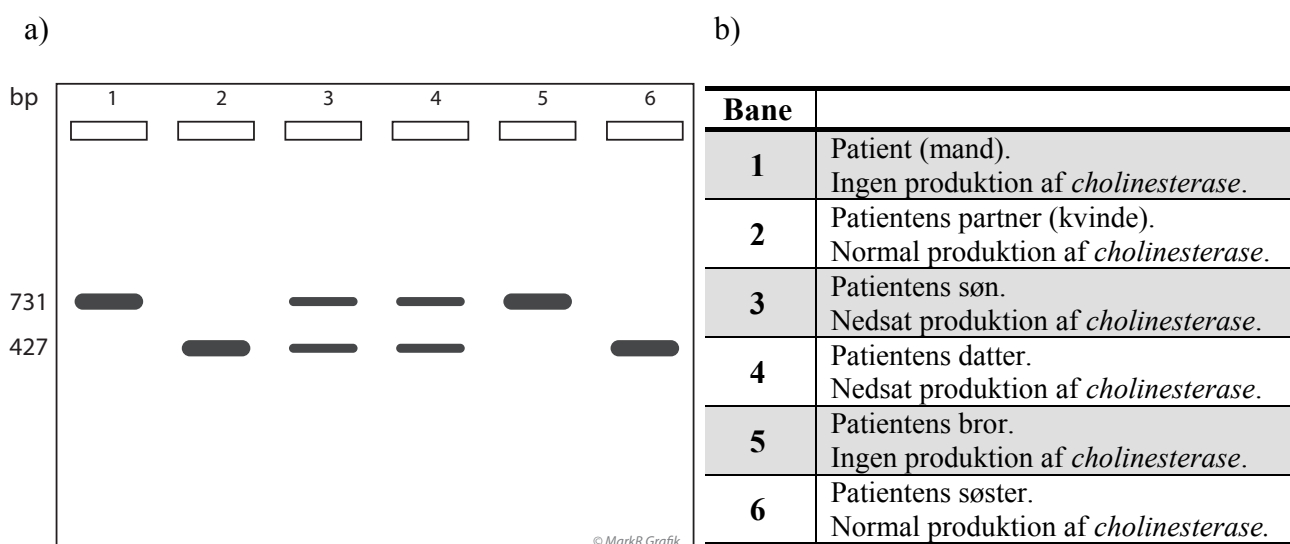 a)
b)
bp 1 2 3 4 5 6
731
427
© MarkR Grafik
Bane
1 Patient (mand).
Ingen produktion af cholinesterase.
2 Patientens partner (kvinde).
Normal produktion af cholinesterase.
3 Patientens søn.
Nedsat produktion af cholinesterase.
4 Patientens datter.
Nedsat produktion af cholinesterase.
5 Patientens bror.
Ingen produktion af cholinesterase.
6 Patientens søster.
Normal produktion af cholinesterase.